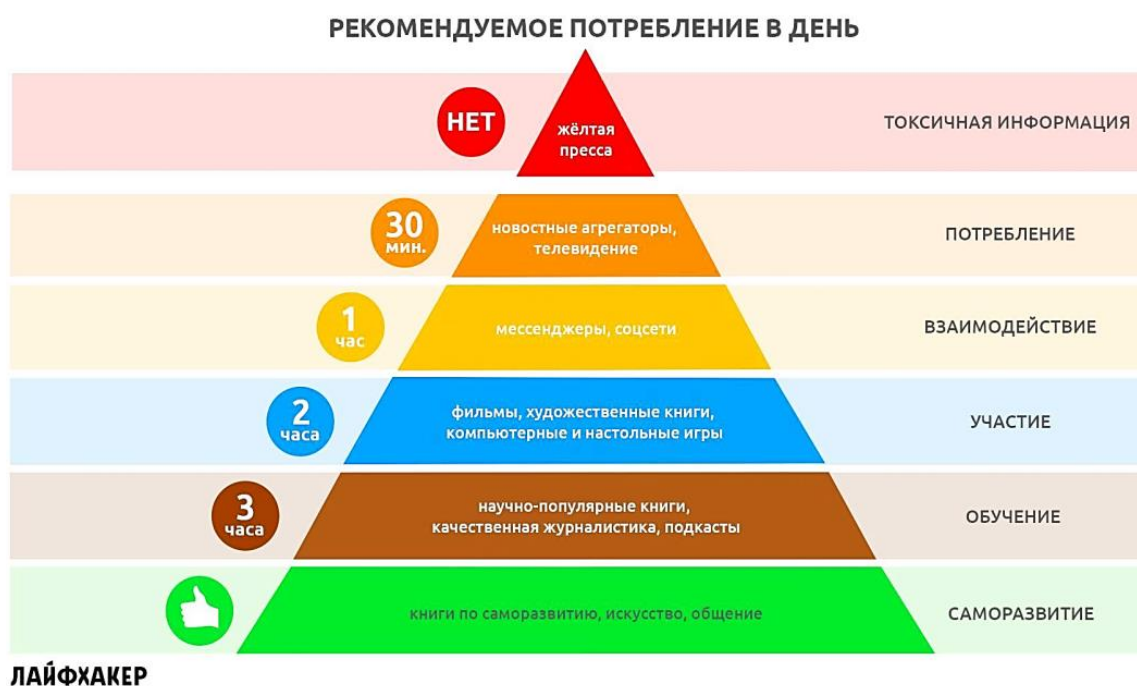 РЕКОМЕНДУЕМОЕ ПОТРЕБЛЕНИЕ В ДЕНЬ
НЕТ
жёлтая
пресса
ТОКСИЧНАЯ ИНФОРМАЦИЯ
30
мин.
новостные агрегаторы,
телевидение
ПОТРЕБЛЕНИЕ
1
час
мессенджеры, соцсети
ВЗАИМОДЕЙСТВИЕ
2
часа
фильмы, художественные книги,
компьютерные и настольные игры
УЧАСТИЕ
3
часа
научно-популярные книги,
качественная журналистика, подкасты
ОБУЧЕНИЕ
книги по саморазвитию, искусство, общение
САМОРАЗВИТИЕ
ЛАЙФХАКЕР